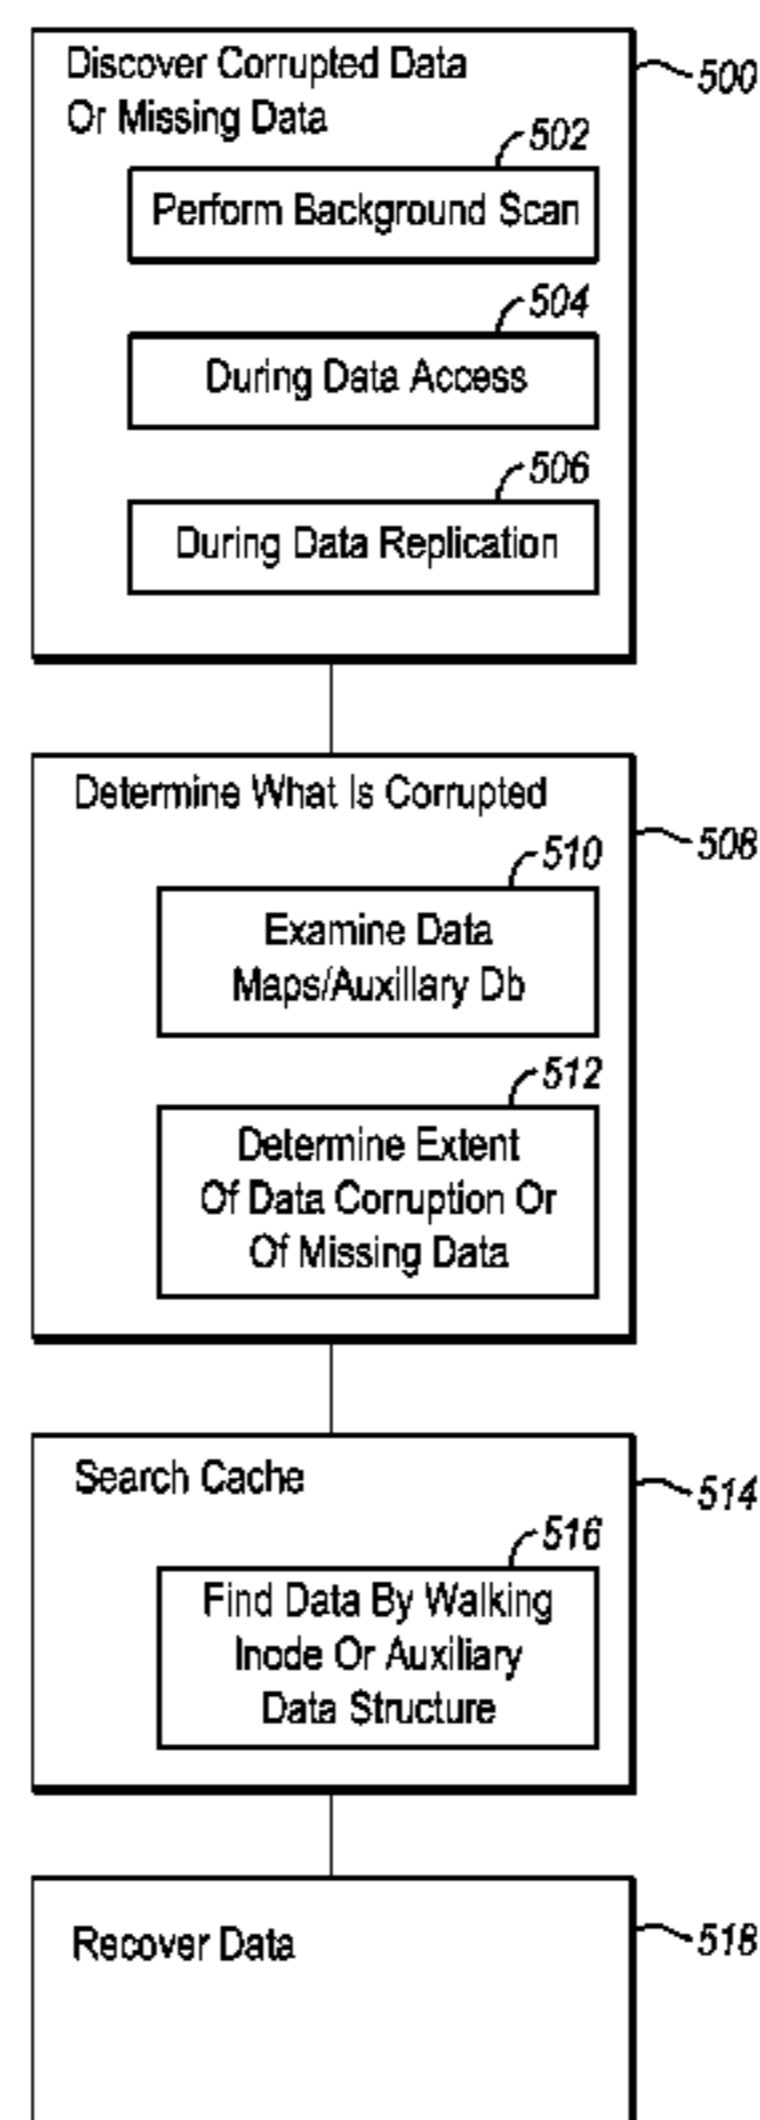 Discover Corrupted Data
Or Missing Data
500
502
Perform Background Scan
504
During Data Access
506
During Data Replication
Determine What Is Corrupted
508
510
Examine Data
Maps/Auxillary Db
512
Determine Extent
Of Data Corruption Or
Of Missing Data
Search Cache
514
516
Find Data By Walking
Inode Or Auxiliary
Data Structure
Recover Data
518